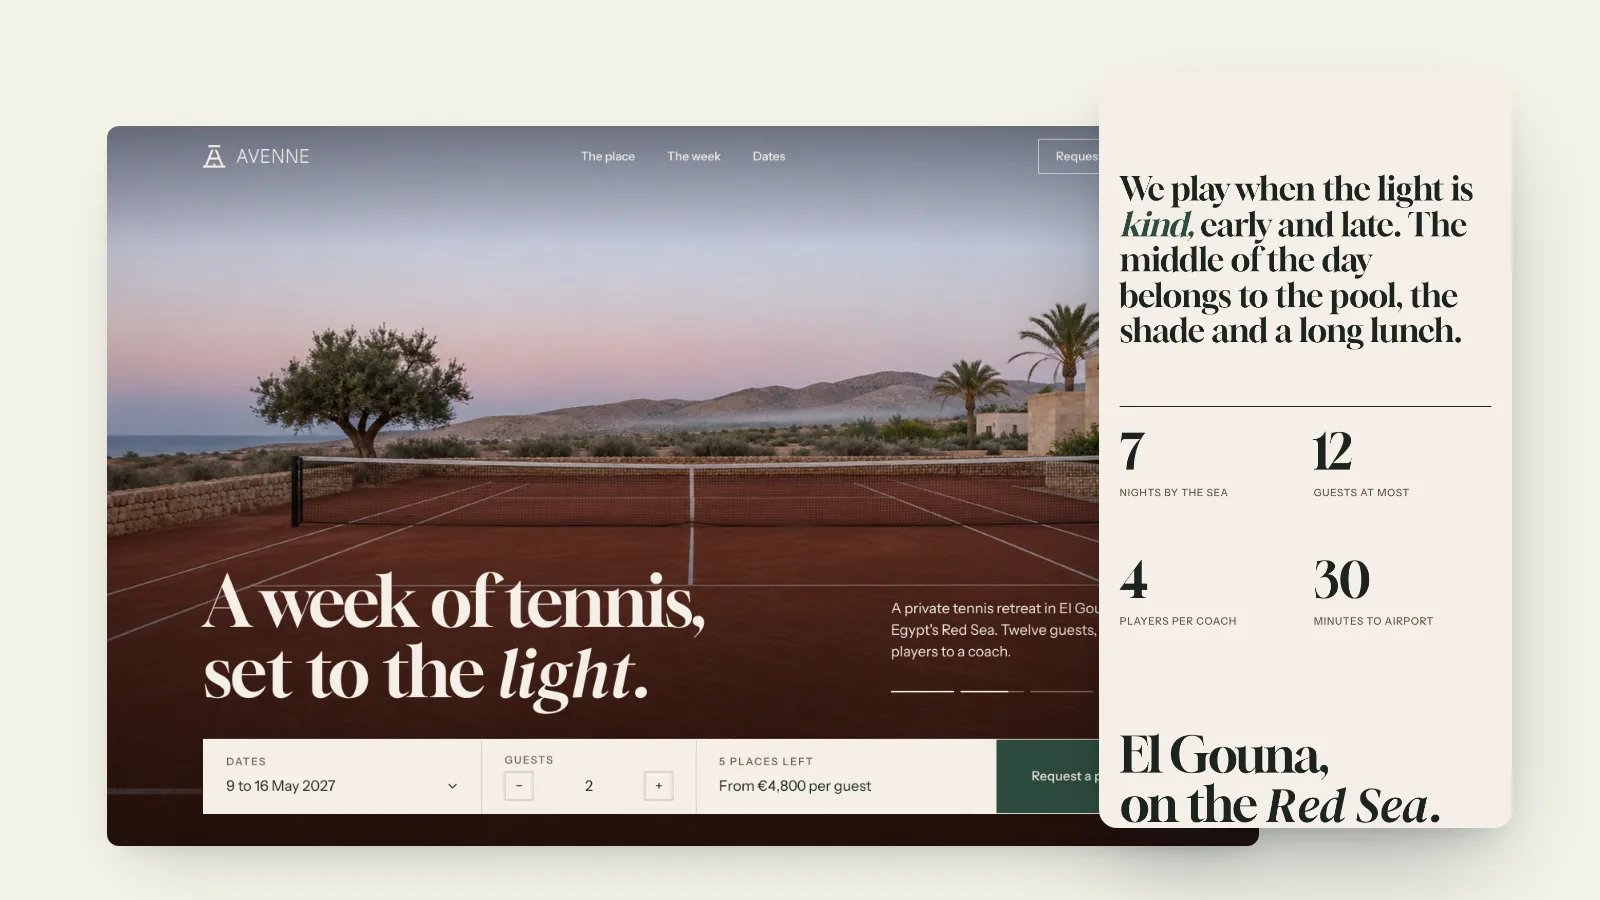 AVENNE
The place
The week
Dates
A week of tennis,
set to the light.
A private tennis retreat in El
Egypt's Red Sea. Twelve guests,
players to a coach.
DATES
9 to 16 May 2027
GUESTS
-
2
+
5 PLACES LEFT
From €4,800 per guest
Request a
We play when the light is
kind, early and late. The
middle of the day
belongs to the pool, the
shade and a long lunch.
7
NIGHTS BY THE SEA
12
GUESTS AT MOST
4
PLAYERS PER COACH
30
MINUTES TO AIRPORT
El Gouna,
on the Red Sea.